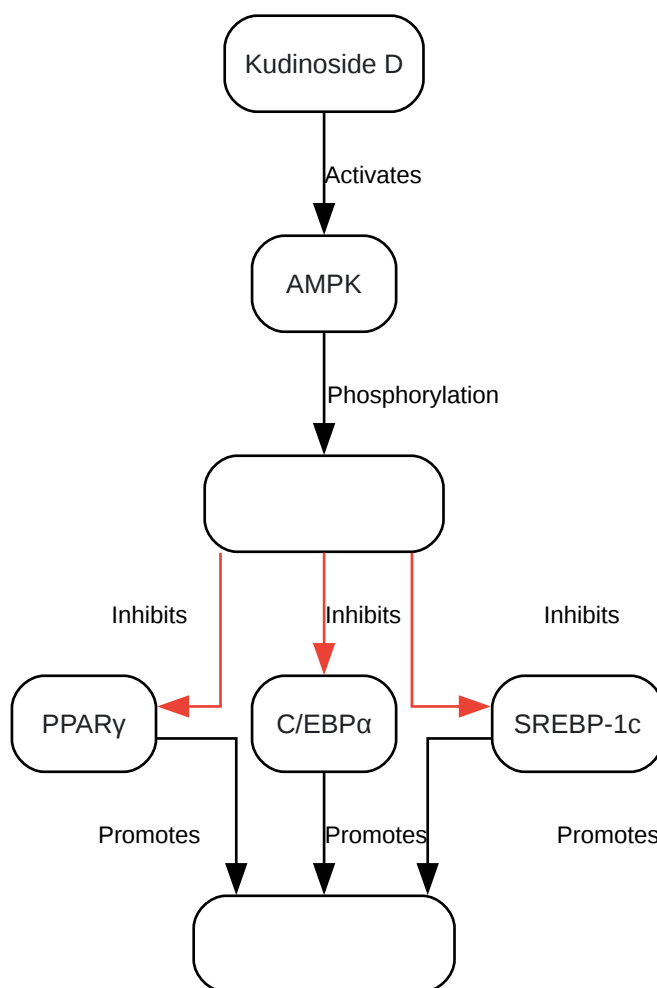 Kudinoside D
Activates
AMPK
Phosphorylation
Inhibits
Inhibits
Inhibits
PPARγ
C/EBPα
SREBP-1c
Promotes
Promotes
Promotes